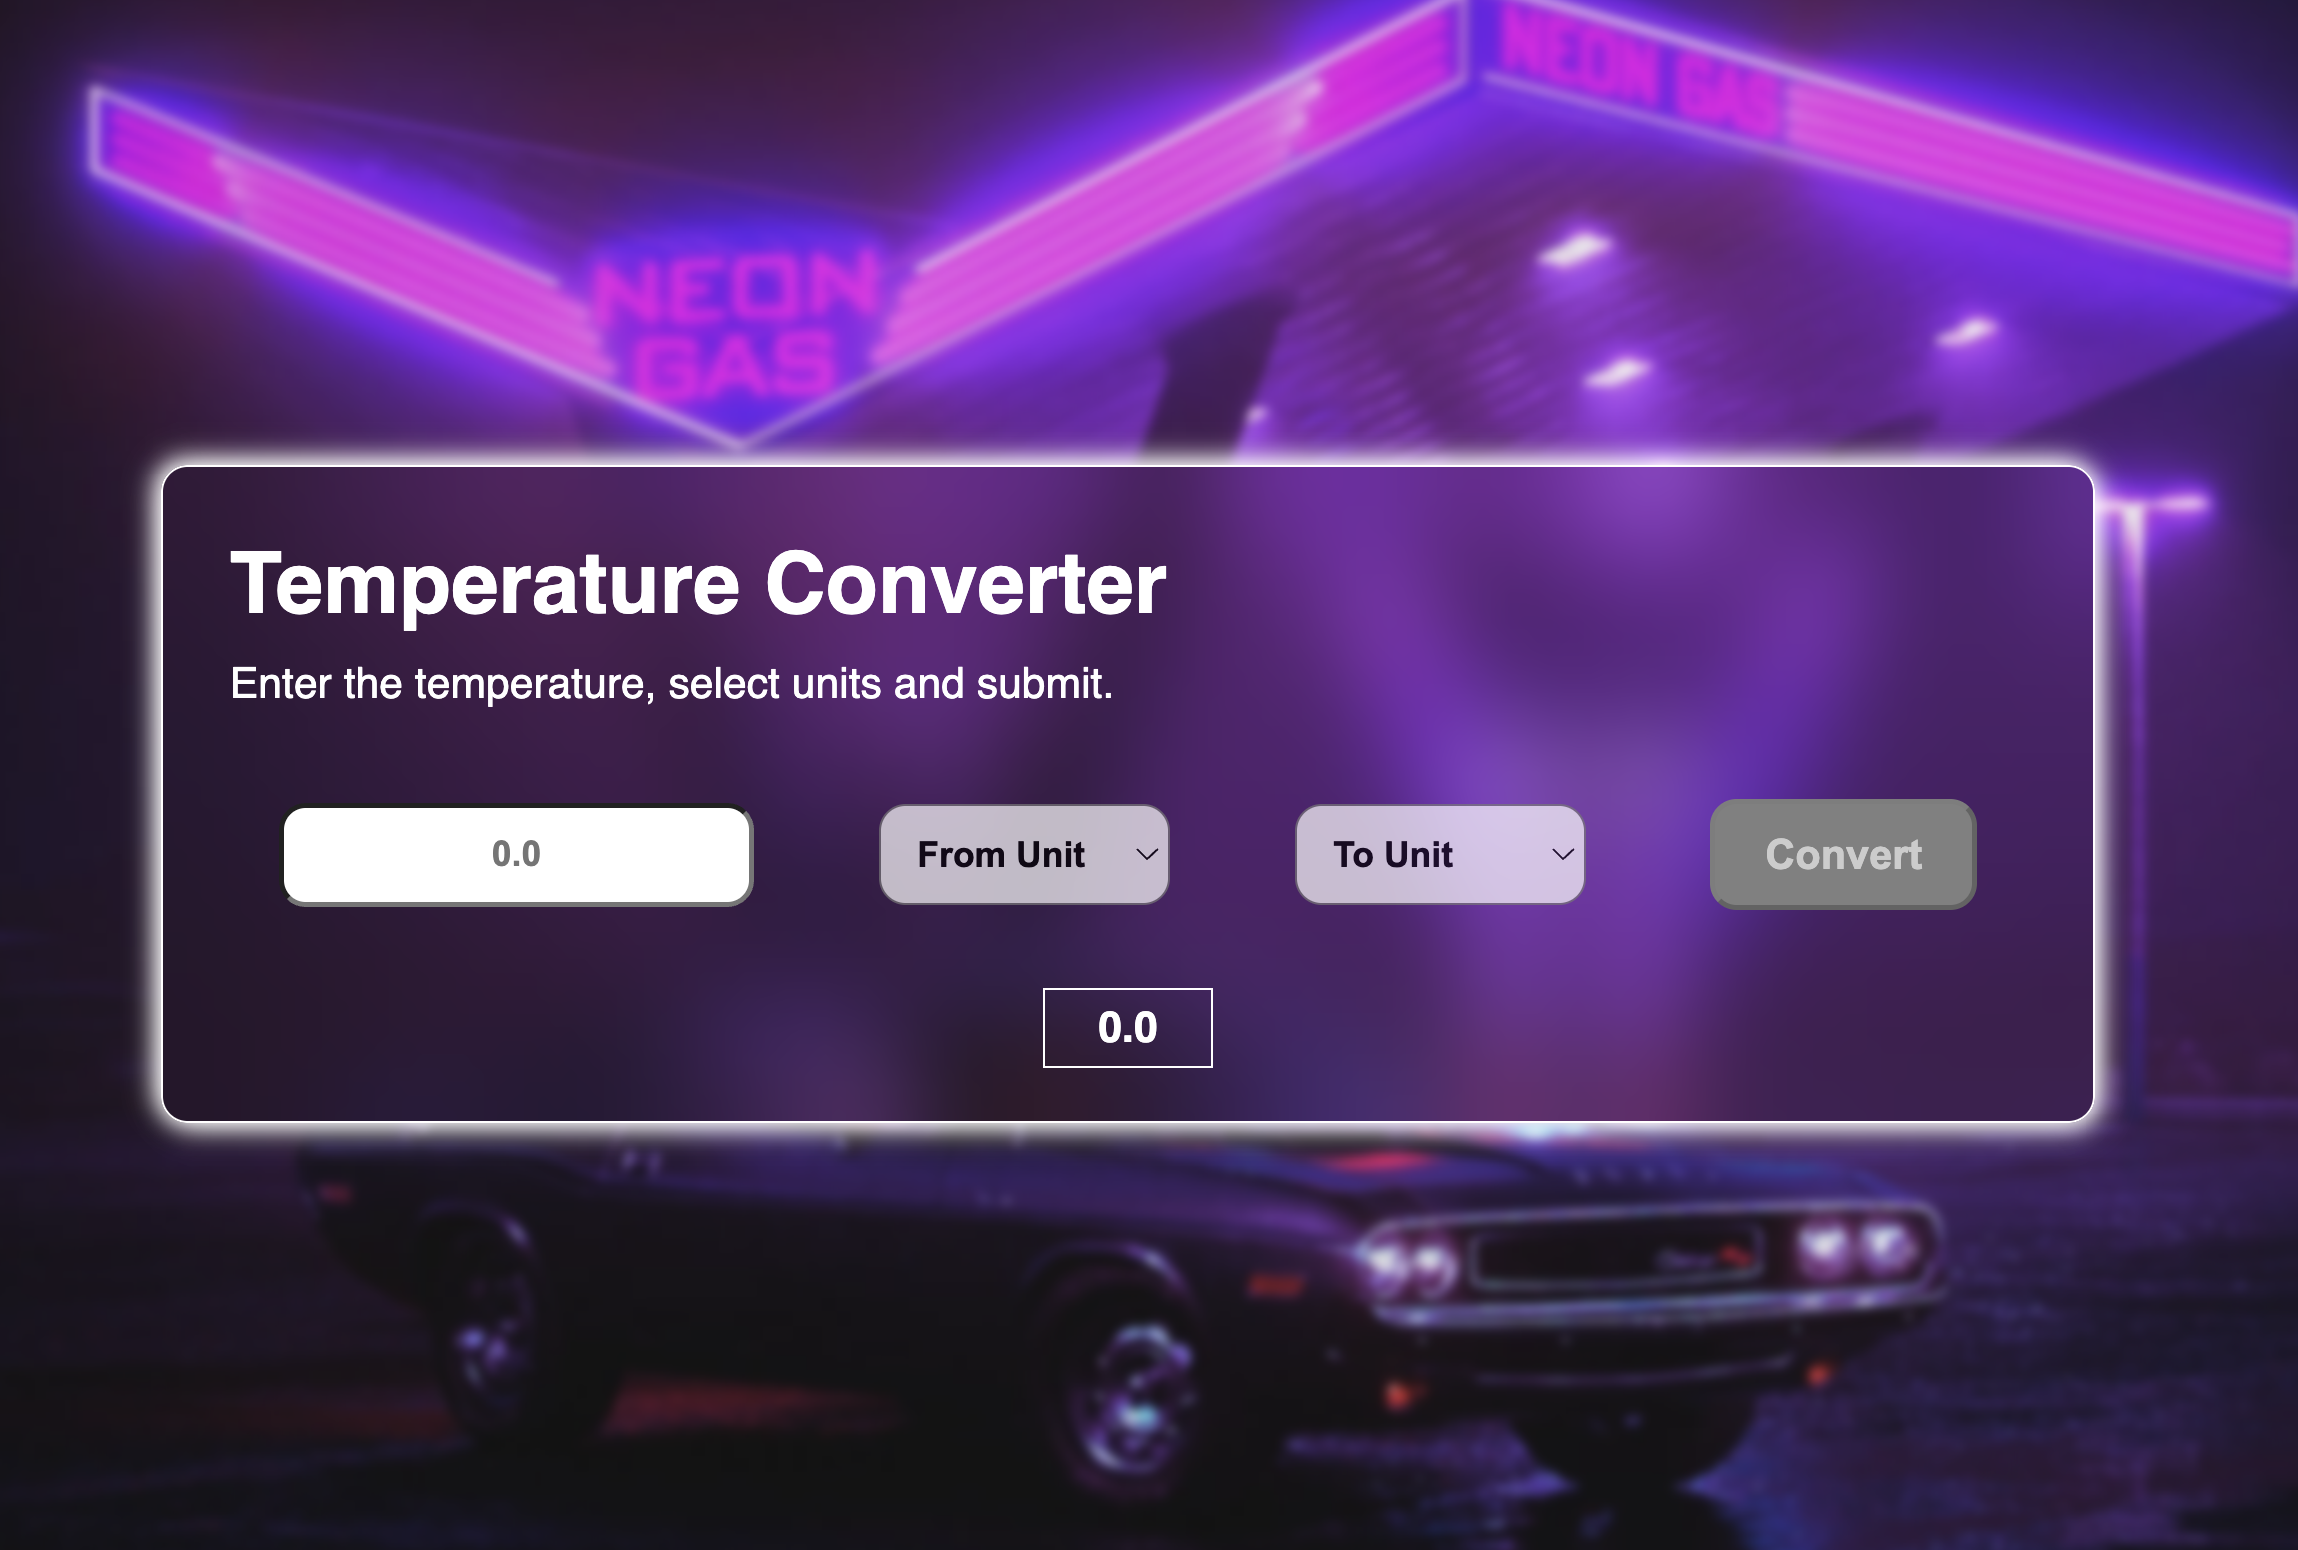 NEON GAS
NEON
GAS
Temperature Converter
Enter the temperature, select units and submit.
0.0
From Unit
To Unit
Convert
0.0